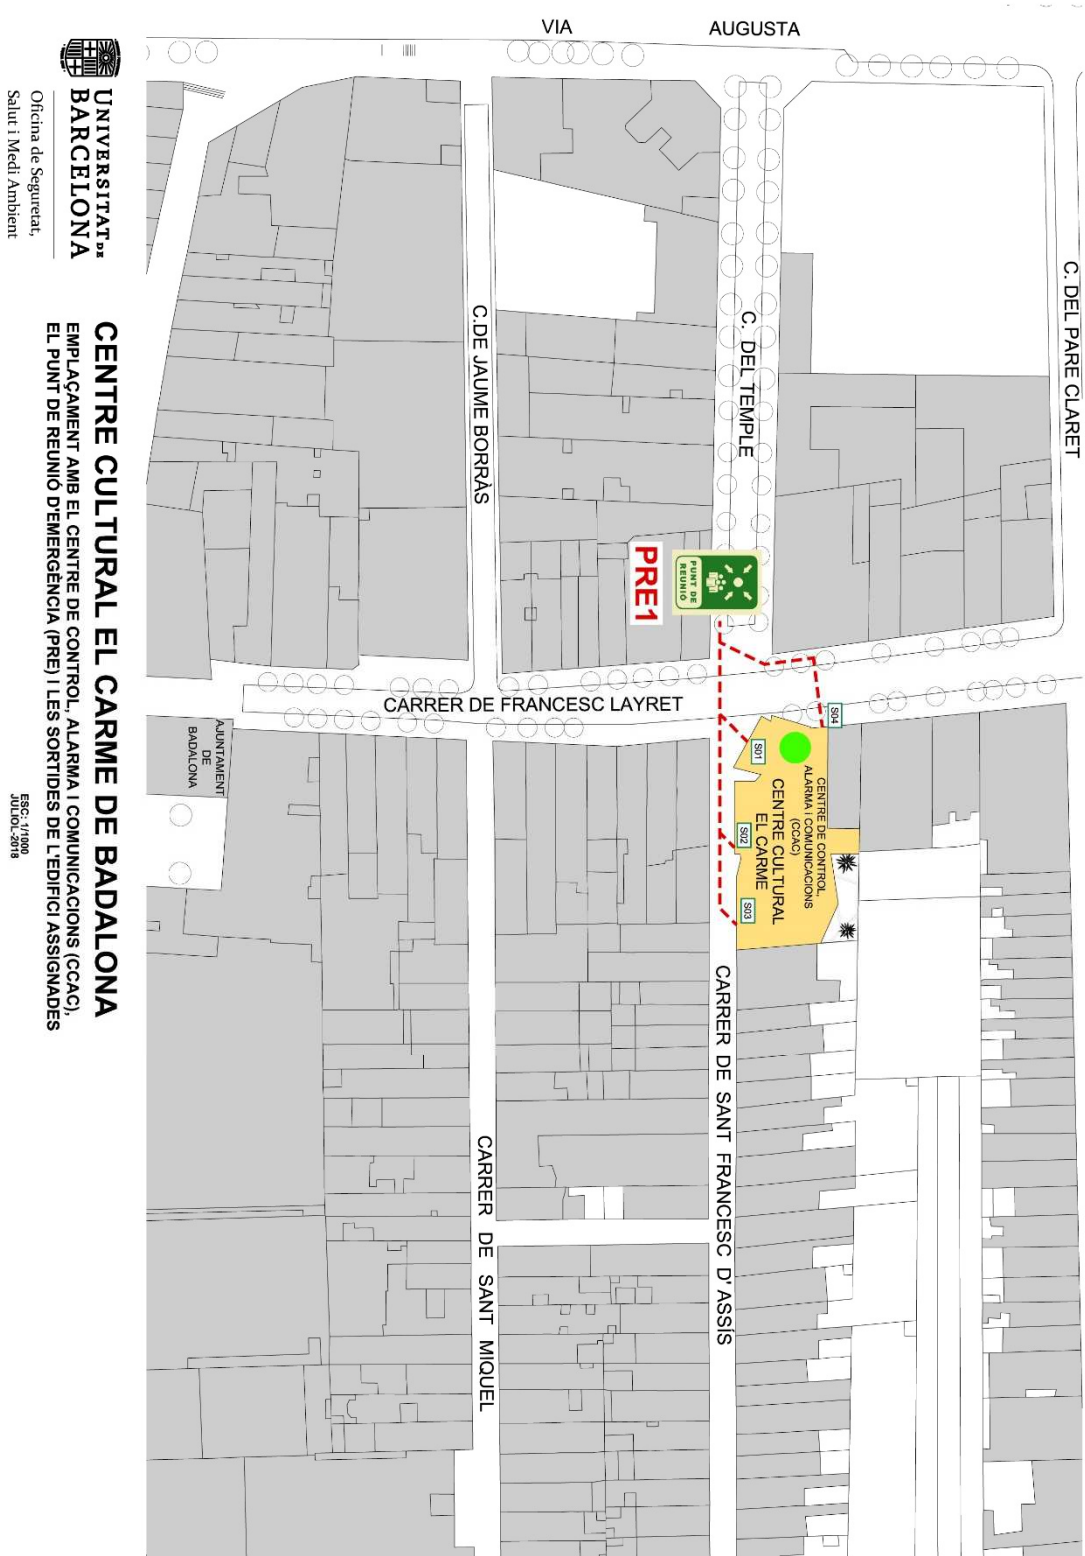 VIA AUGUSTA
C. DEL PARE CLARET
C. DEL TEMPLE
C.DE JAUME BORRÀS
PUNT DE
REUNIÓ
PRE1
CARRER DE FRANCESC LAYRET
S04
S01
S02
S03
CENTRE DE CONTROL,
ALARMA I COMUNICACIONS
(CCAC)
CENTRE CULTURAL
EL CARME
AJUNTAMENT
DE
BADALONA
CARRER DE SANT FRANCESC D'ASSÍS
CARRER DE SANT MIQUEL
UNIVERSITAT DE
BARCELONA
Oficina de Seguretat,
Salut i Medi Ambient
CENTRE CULTURAL EL CARME DE BADALONA
EMPLAÇAMENT AMB EL CENTRE DE CONTROL, ALARMA I COMUNICACIONS (CCAC),
EL PUNT DE REUNIÓ D'EMERGÈNCIA (PRE) I LES SORTIDES DE L'EDIFICI ASSIGNADES
ESC: 1/1000
JULIOL-2018